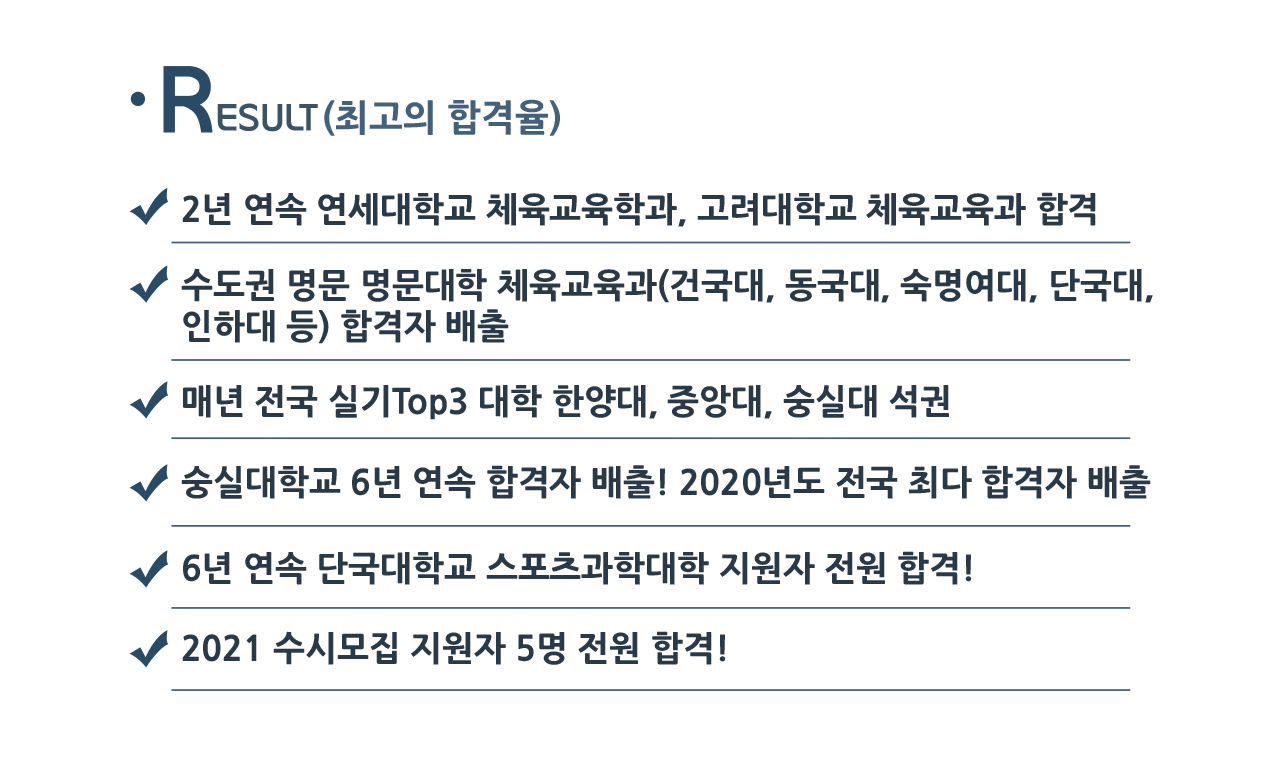 · RESULT (최고의 합격율)
2년 연속 연세대학교 체육교육학과, 고려대학교 체육교육과 합격
수도권 명문 명문대학 체육교육과(건국대, 동국대, 숙명여대, 단국대,
인하대 등) 합격자 배출
매년 전국 실기Top3 대학 한양대, 중앙대, 숭실대 석권
숭실대학교 6년 연속 합격자 배출! 2020년도 전국 최다 합격자 배출
6년 연속 단국대학교 스포츠과학대학 지원자 전원 합격!
2021 수시모집 지원자 5명 전원 합격!